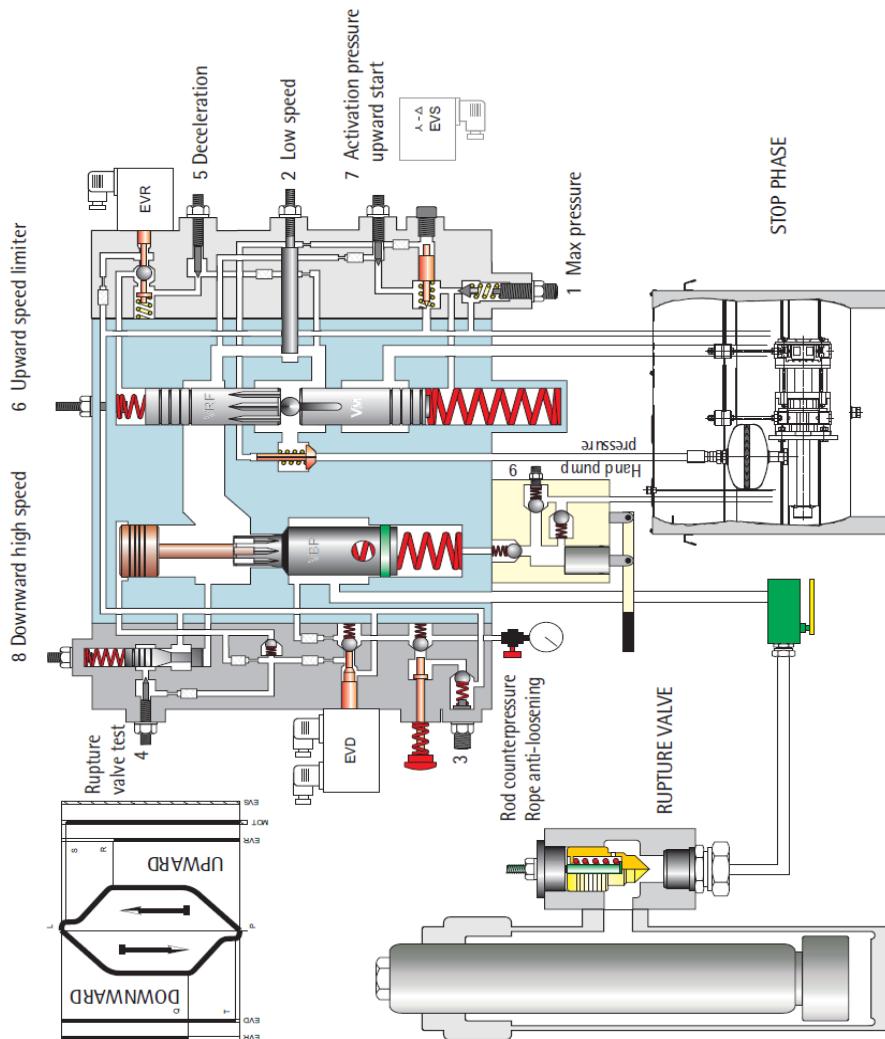 6 Upward speed limiter
8 Downward high speed
EVR
5 Deceleration
2 Low speed
7 Activation pressure
upward start
⅄-Δ
EVS
1 Max pressure
STOP PHASE
VRF
VM
VBF
Hand pump
pressure
9
Rupture
valve test
4
EVD
3
Rod counterpressure
Rope anti-loosening
RUPTURE VALVE
EVS
MOT
EVR
S
R
UPWARD
L
P
DOWNWARD
Q
T
EVD
EVR